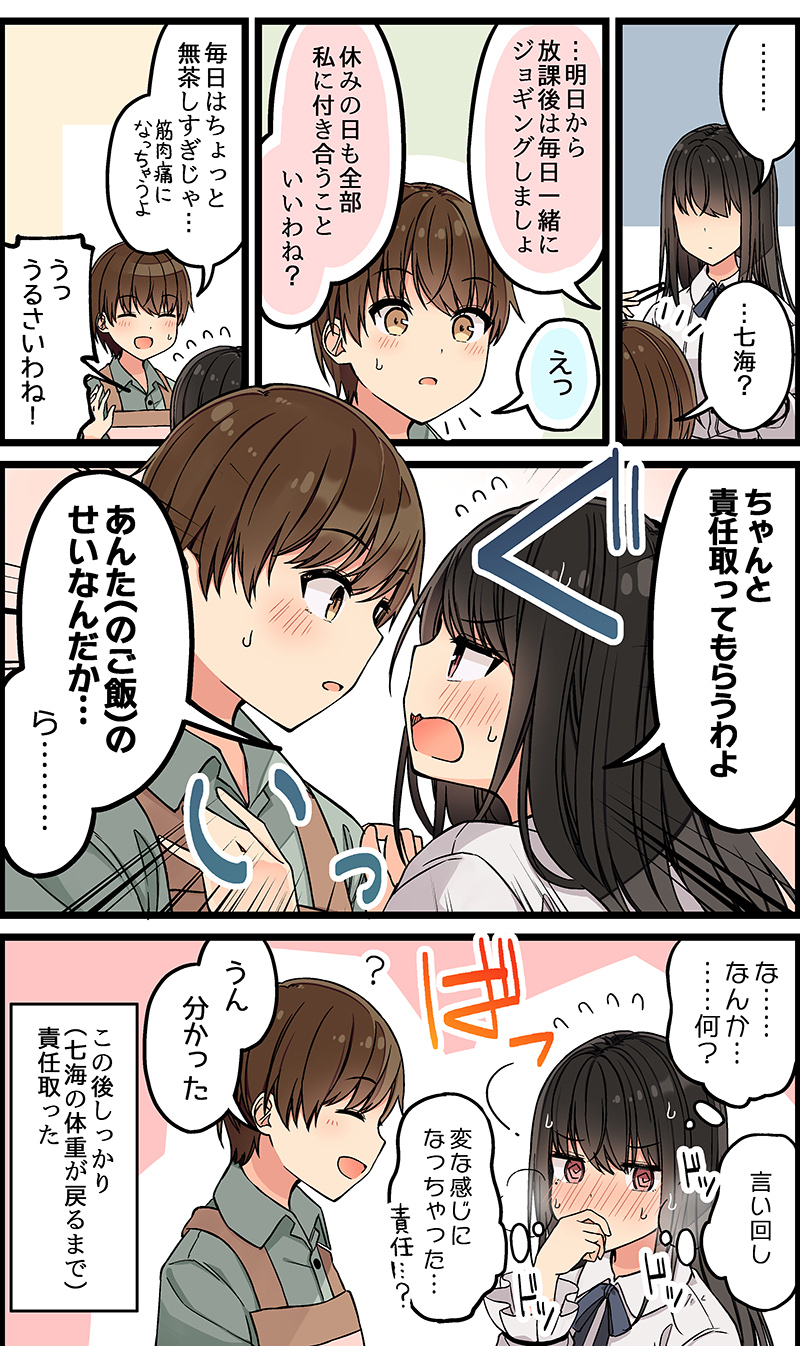 ………
…七海？
…明日から
放課後は毎日一緒に
ジョギングしましょ
休みの日も全部
私に付き合うこと
いいわね？
えっ
毎日はちょっと
無茶しすぎじゃ…
筋肉痛に
なっちゃうよ
うっ
うるさいわね！
ちゃんと
責任取ってもらうわよ
ぐいっ
あんた(のご飯)の
せいなんだか…
ら………
な……
なんか…
……何？
言い回し
ばっ
ドッ
ドッ
ドッ
変な感じに
なっちゃった…
責任…!?
？
うん
分かった
この後しっかり
(七海の体重が戻るまで)
責任取った